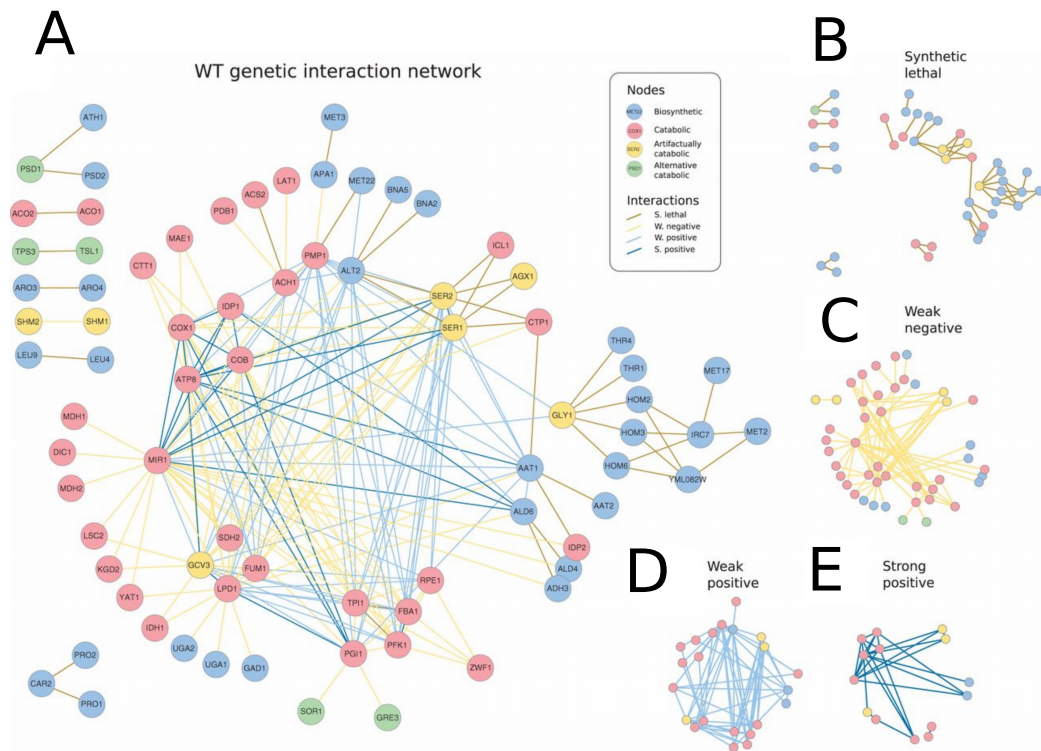 A
WT genetic interaction network
ATH1
PSD1
PSD2
ACO2
ACO1
TPS3
TSL1
ARO3
ARO4
SHM2
SHM1
LEU9
LEU4
MET3
APA1
MET22
BNA5
BNA2
LAT1
ACS2
PDB1
MAE1
CTT1
PMP1
ACH1
ALT2
IDP1
COX1
COB
ATP8
SER2
SER1
ICL1
AGX1
CTP1
THR4
THR1
MET17
HOM2
GLY1
HOM3
IRC7
MET2
HOM6
YML082W
MDH1
DIC1
MIR1
MDH2
AAT1
ALD6
AAT2
LSC2
SDH2
IDP2
KGD2
GCV3
FUM1
ALD4
ADH3
YAT1
LPD1
RPE1
TPI1
FBA1
IDH1
UGA2
UGA1
GAD1
PGI1
PFK1
ZWF1
PRO2
CAR2
PRO1
SOR1
GRE3
Nodes
MET22 Biosynthetic
COX1 Catabolic
SER2 Artifactually
catabolic
PSD1 Alternative
catabolic
Interactions
S. lethal
W. negative
W. positive
S. positive
B
Synthetic
lethal
C
Weak
negative
D
Weak
positive
E
Strong
positive